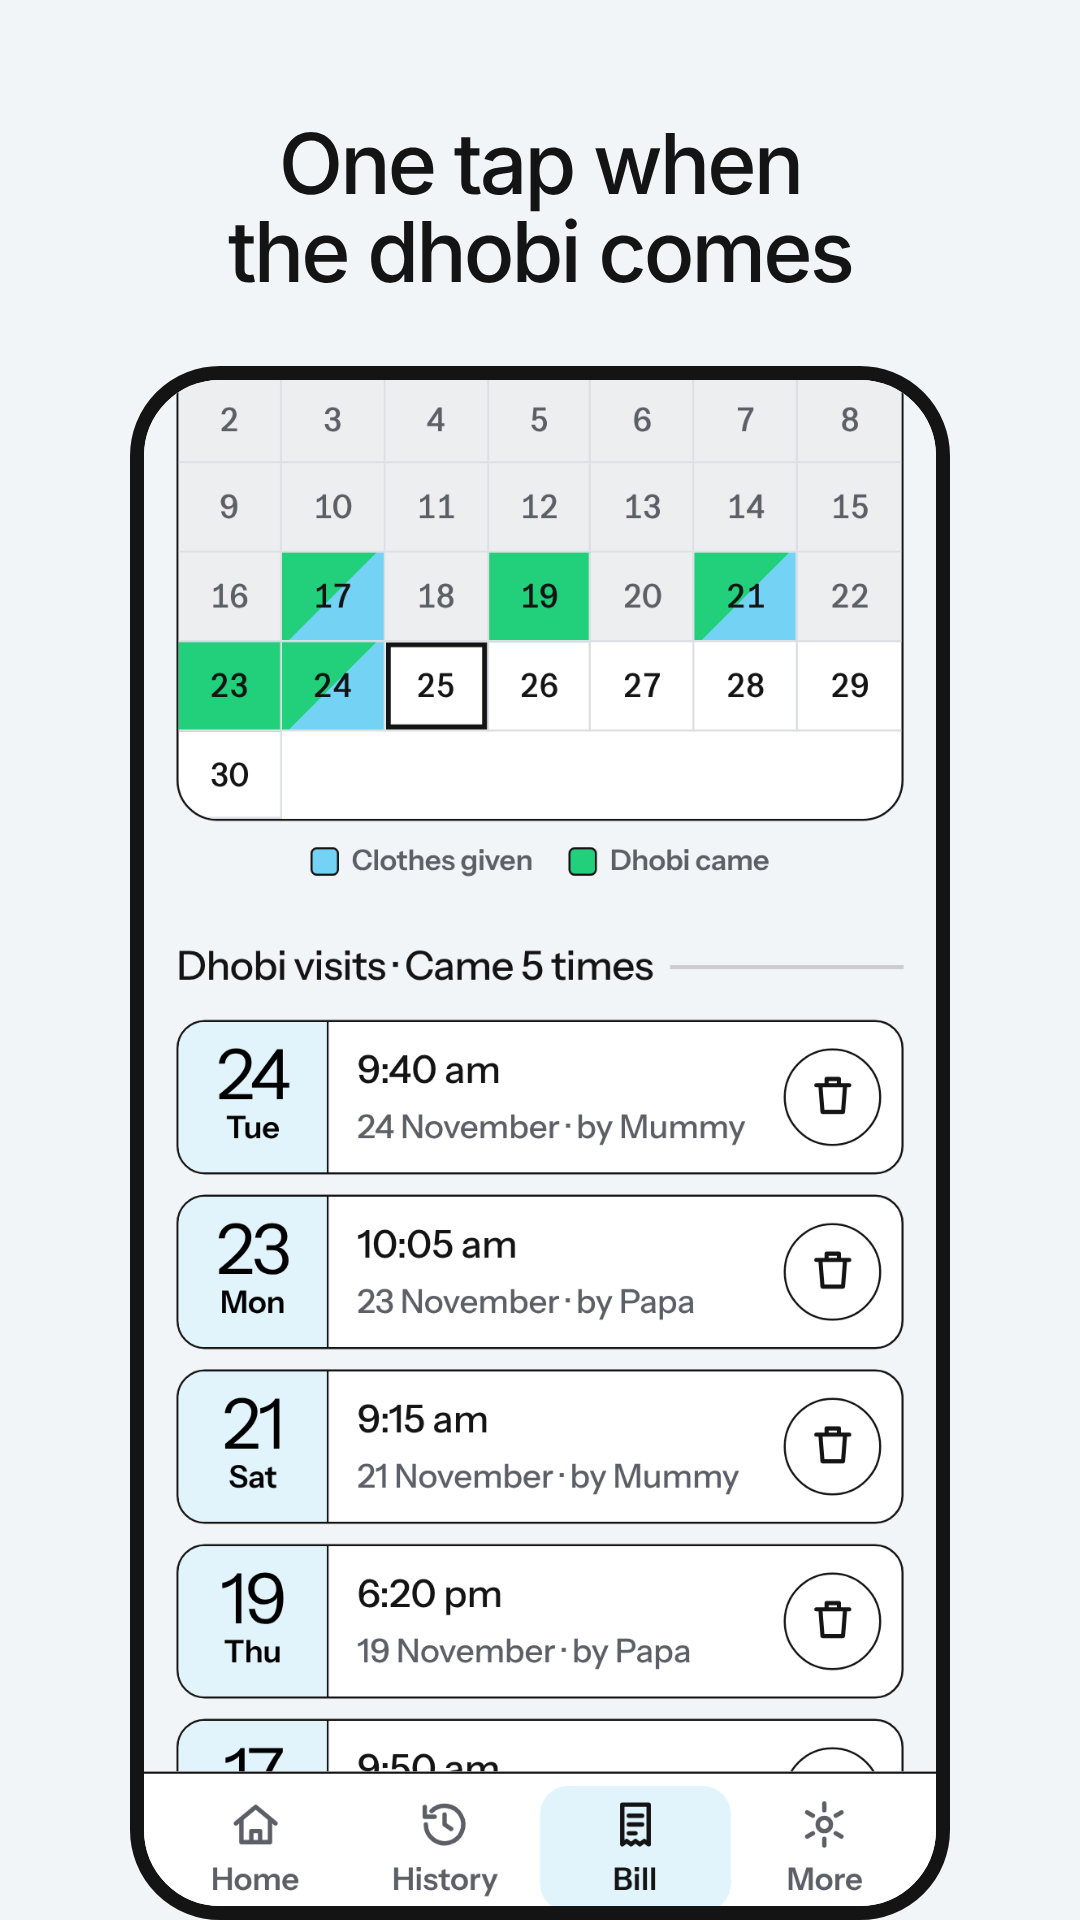 One tap when
the dhobi comes
2 3 4 5 6 7 8
9 10 11 12 13 14 15
16 17 18 19 20 21 22
23 24 25 26 27 28 29
30
Clothes given Dhobi came
Dhobi visits · Came 5 times
24
Tue
9:40 am
24 November · by Mummy
23
Mon
10:05 am
23 November · by Papa
21
Sat
9:15 am
21 November · by Mummy
19
Thu
6:20 pm
19 November · by Papa
17
9:50 am
Home History Bill More